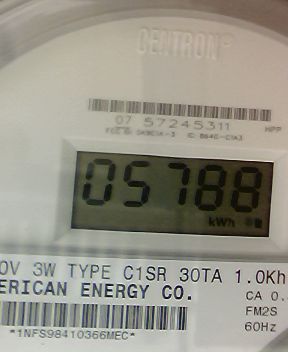 CENTRON®
07 57245311
HPP
05788
kWh
0V 3W TYPE C1SR 30TA 1.0Kh
ERICAN ENERGY CO.
CA 0.
FM2S
60Hz
*1NFS98410366MEC*